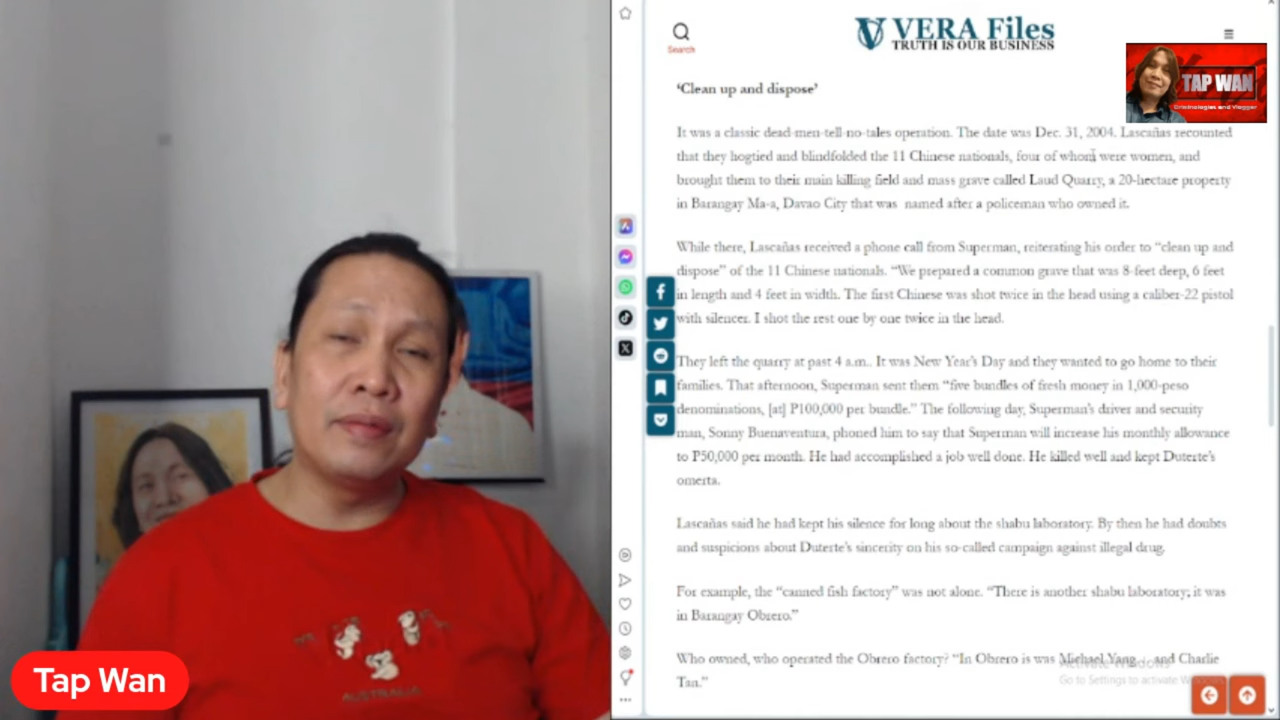 VERA Files
TRUTH IS OUR BUSINESS
Search
TAP WAN
Criminologist and Vlogger
‘Clean up and dispose’
It was a classic dead-men-tell-no-tales operation. The date was Dec. 31, 2004. Lascañas recounted
that they hogtied and blindfolded the 11 Chinese nationals, four of whom were women, and
brought them to their main killing field and mass grave called Laud Quarry, a 20-hectare property
in Barangay Ma-a, Davao City that was named after a policeman who owned it.
While there, Lascañas received a phone call from Superman, reiterating his order to “clean up and
dispose” of the 11 Chinese nationals. “We prepared a common grave that was 8-feet deep, 6 feet
in length and 4 feet in width. The first Chinese was shot twice in the head using a caliber-22 pistol
with silencer. I shot the rest one by one twice in the head.
They left the quarry at past 4 a.m.. It was New Year’s Day and they wanted to go home to their
families. That afternoon, Superman sent them “five bundles of fresh money in 1,000-peso
denominations, [at] P100,000 per bundle.” The following day, Superman’s driver and security
man, Sonny Buenaventura, phoned him to say that Superman will increase his monthly allowance
to P50,000 per month. He had accomplished a job well done. He killed well and kept Duterte’s
omerta.
Lascañas said he had kept his silence for long about the shabu laboratory. By then he had doubts
and suspicions about Duterte’s sincerity on his so-called campaign against illegal drug.
For example, the “canned fish factory” was not alone. “There is another shabu laboratory; it was
in Barangay Obrero.”
Who owned, who operated the Obrero factory? “In Obrero is was Michael Yang and Charlie
Tan.”
Activate Windows
Go to Settings to activate Windows.
AUSTRALIA
Tap Wan